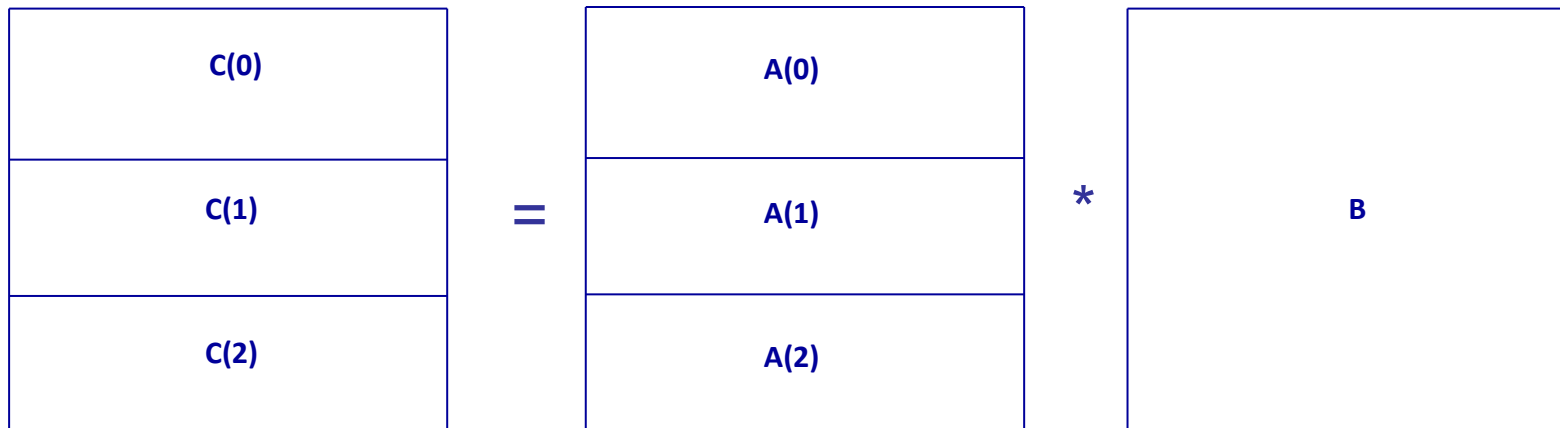 C(0)
A(0)
C(1)
=
A(1)
*
B
C(2)
A(2)